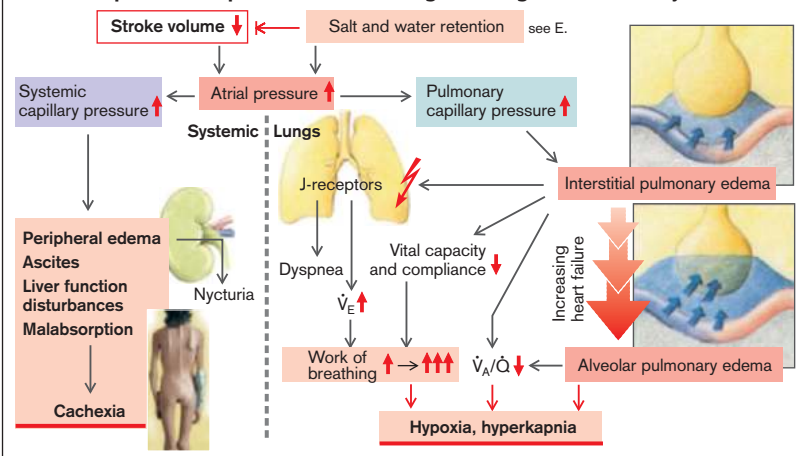 Stroke volume
Salt and water retention
see E.
Systemic
capillary pressure
Atrial pressure
Pulmonary
capillary pressure
Systemic
Lungs
J-receptors
Interstitial pulmonary edema
Peripheral edema
Ascites
Liver function
disturbances
Malabsorption
Cachexia
Nycturia
Dyspnea
Vital capacity
and compliance
V̇E
Increasing
heart failure
Work of
breathing
V̇A/Q̇
Alveolar pulmonary edema
Hypoxia, hyperkapnia